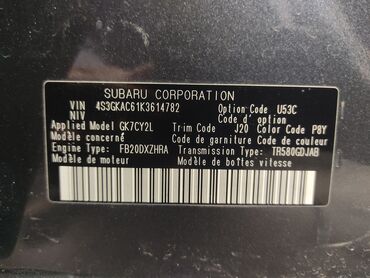 SUBARU CORPORATION
VIN 4S3GKAC61K3614782 Option Code U53C
NIV Code d' option
Applied Model GK7CY2L Trim Code J20 Color Code P8Y
Modèle concerné Code de garniture Code de couleur
Engine Type: FB20DXZHRA Transmission Type: TR580GDJAB
Modèle de moteur Modèle de boîtes vitesse